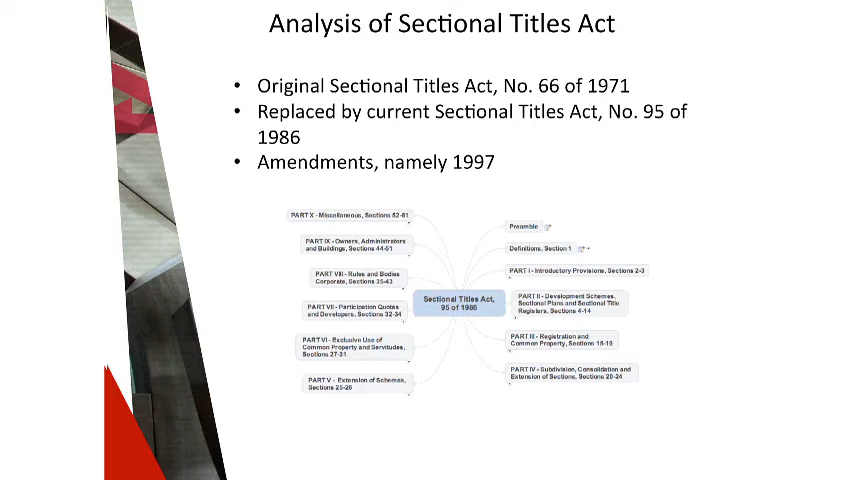 Analysis of Sectional Titles Act
• Original Sectional Titles Act, No. 66 of 1971
• Replaced by current Sectional Titles Act, No. 95 of
1986
• Amendments, namely 1997
PART X - Miscellaneous, Sections 52-61
PART IX - Owners, Administrators
and Buildings, Sections 44-51
PART VIII - Rules and Bodies
Corporate, Sections 35-43
PART VII - Participation Quotas
and Developers, Sections 32-34
PART VI - Exclusive Use of
Common Property and Servitudes,
Sections 27-31
PART V - Extension of Schemes,
Sections 25-26
Sectional Titles Act,
95 of 1986
Preamble
Definitions, Section 1
PART I - Introductory Provisions, Sections 2-3
PART II - Development Schemes,
Sectional Plans and Sectional Title
Registers, Sections 4-14
PART III - Registration and
Common Property, Sections 15-19
PART IV - Subdivision, Consolidation and
Extension of Sections, Sections 20-24